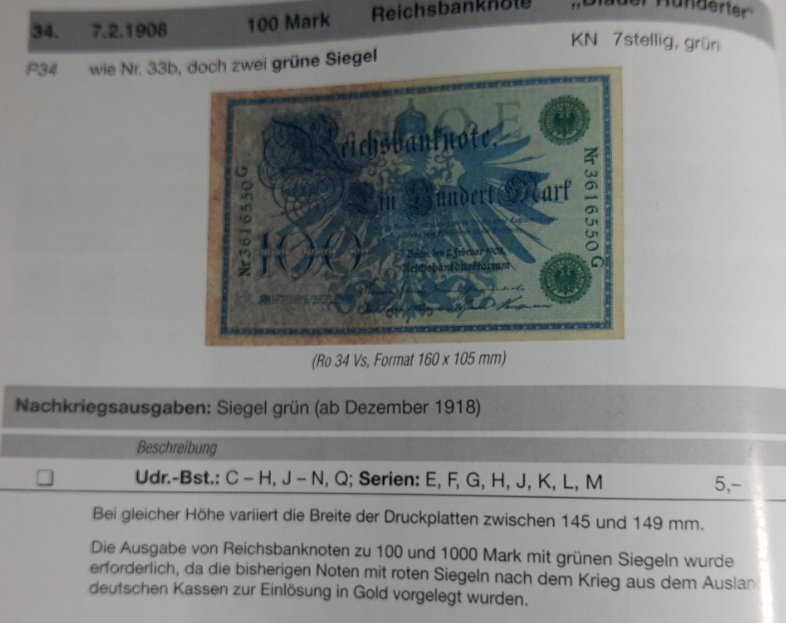 34. 7.2.1908 100 Mark Reichsbanknote „Blauer Hunderter"
P34 wie Nr. 33b, doch zwei grüne Siegel KN 7stellig, grün
Reichsbanknote.
Ein Hundert Mark
Nr 3616550 G
Nr 3616550 G
100
Reichsbankdirektorium
(Ro 34 Vs, Format 160 x 105 mm)
Nachkriegsausgaben: Siegel grün (ab Dezember 1918)
Beschreibung
Udr.-Bst.: C – H, J – N, Q; Serien: E, F, G, H, J, K, L, M 5,–
Bei gleicher Höhe variiert die Breite der Druckplatten zwischen 145 und 149 mm.
Die Ausgabe von Reichsbanknoten zu 100 und 1000 Mark mit grünen Siegeln wurde
erforderlich, da die bisherigen Noten mit roten Siegeln nach dem Krieg aus dem Auslan
deutschen Kassen zur Einlösung in Gold vorgelegt wurden.